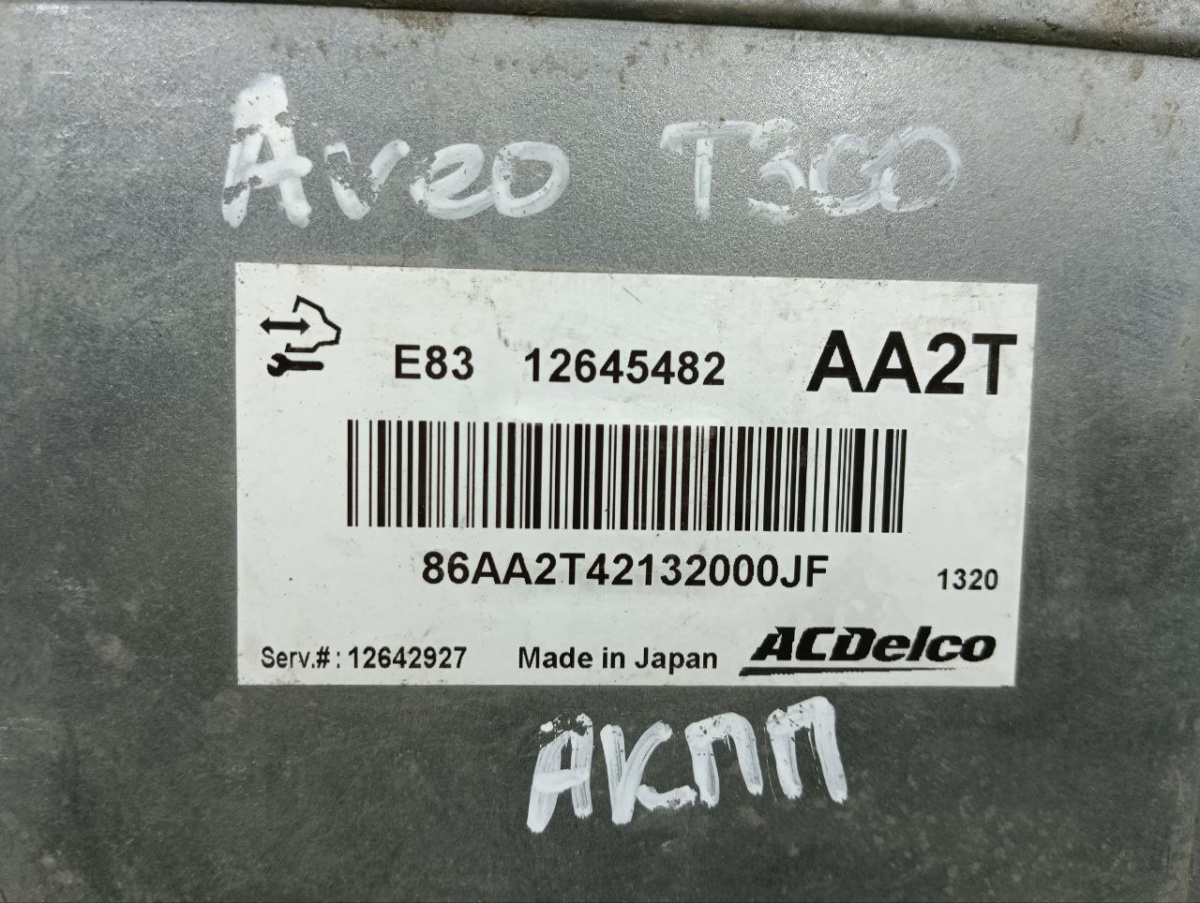 Aveo T300
E83 12645482 AA2T
86AA2T42132000JF 1320
Serv.#: 12642927 Made in Japan ACDelco
АКПП